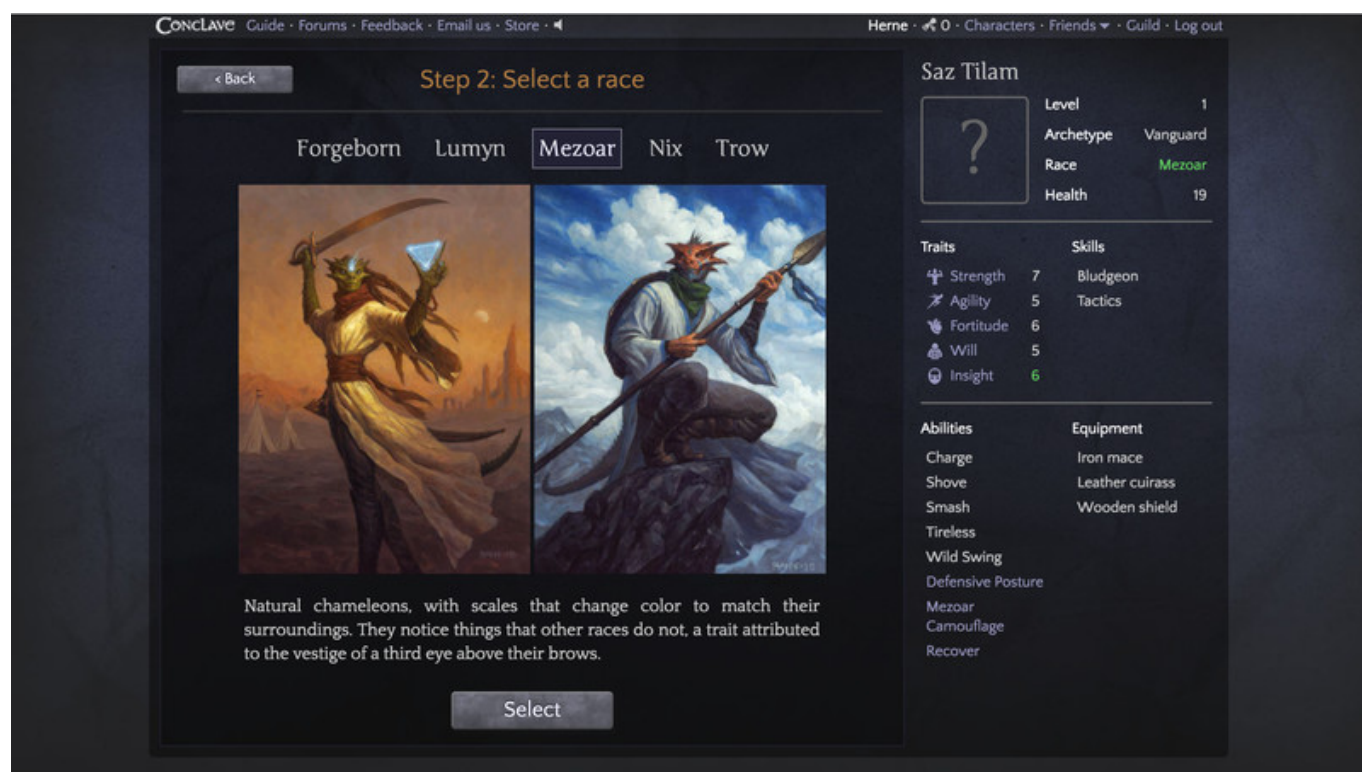 CONCLAVE Guide · Forums · Feedback · Email us · Store ·
Herne · 0 · Characters · Friends · Guild · Log out
‹ Back
Step 2: Select a race
Forgeborn Lumyn Mezoar Nix Trow
Natural chameleons, with scales that change color to match their
surroundings. They notice things that other races do not, a trait attributed
to the vestige of a third eye above their brows.
Select
Saz Tilam
?
Level 1
Archetype Vanguard
Race Mezoar
Health 19
Traits
Strength 7
Agility 5
Fortitude 6
Will 5
Insight 6
Skills
Bludgeon
Tactics
Abilities
Charge
Shove
Smash
Tireless
Wild Swing
Defensive Posture
Mezoar
Camouflage
Recover
Equipment
Iron mace
Leather cuirass
Wooden shield